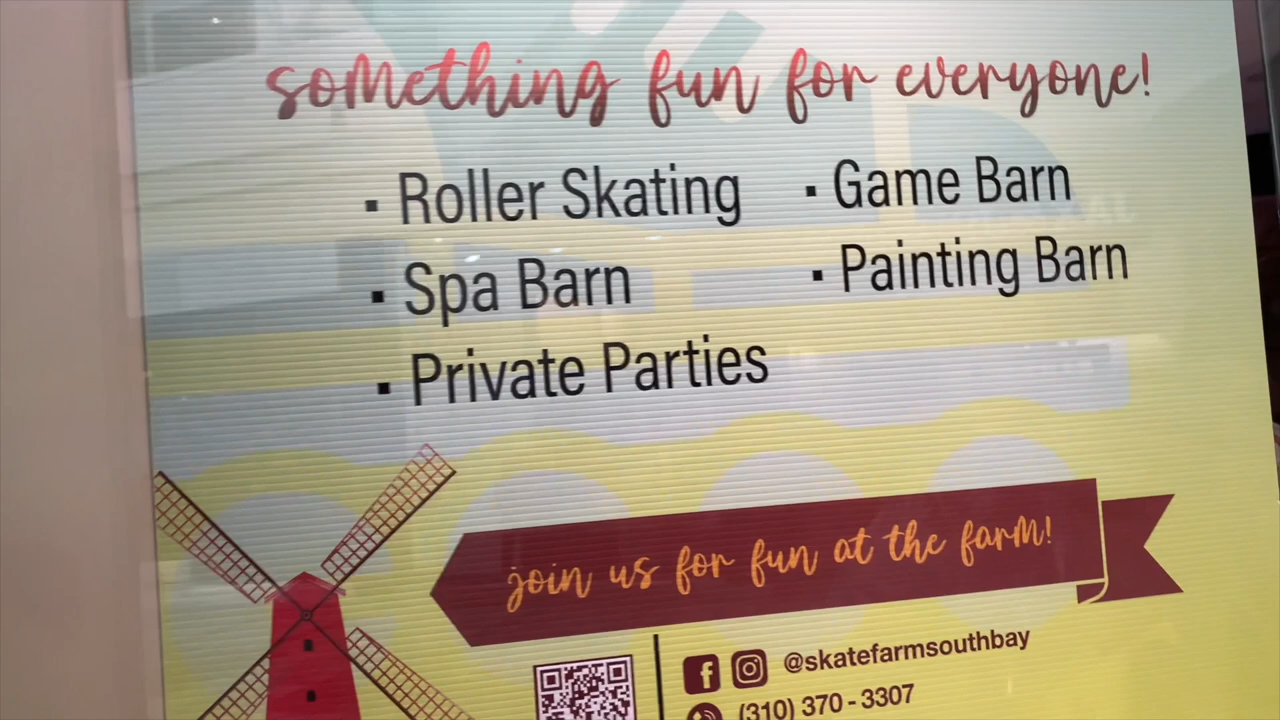 something fun for everyone!
▪ Roller Skating
▪ Spa Barn
▪ Private Parties
▪ Game Barn
▪ Painting Barn
join us for fun at the farm!
@skatefarmsouthbay
(310) 370 - 3307